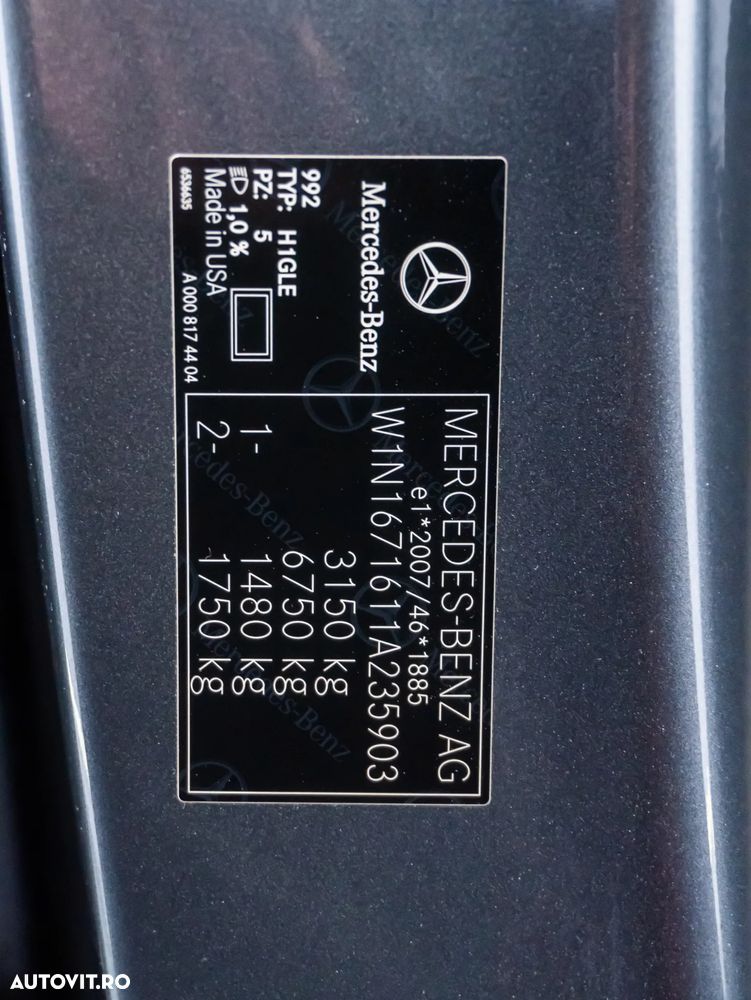 Mercedes-Benz
992
TYP: H1GLE
PZ: 5
1,0 %
Made in USA
6536635
A 000 817 44 04
MERCEDES-BENZ AG
e1*2007/46*1885
W1N1671611A235903
3150 kg
6750 kg
1- 1480 kg
2- 1750 kg
AUTOVIT.RO